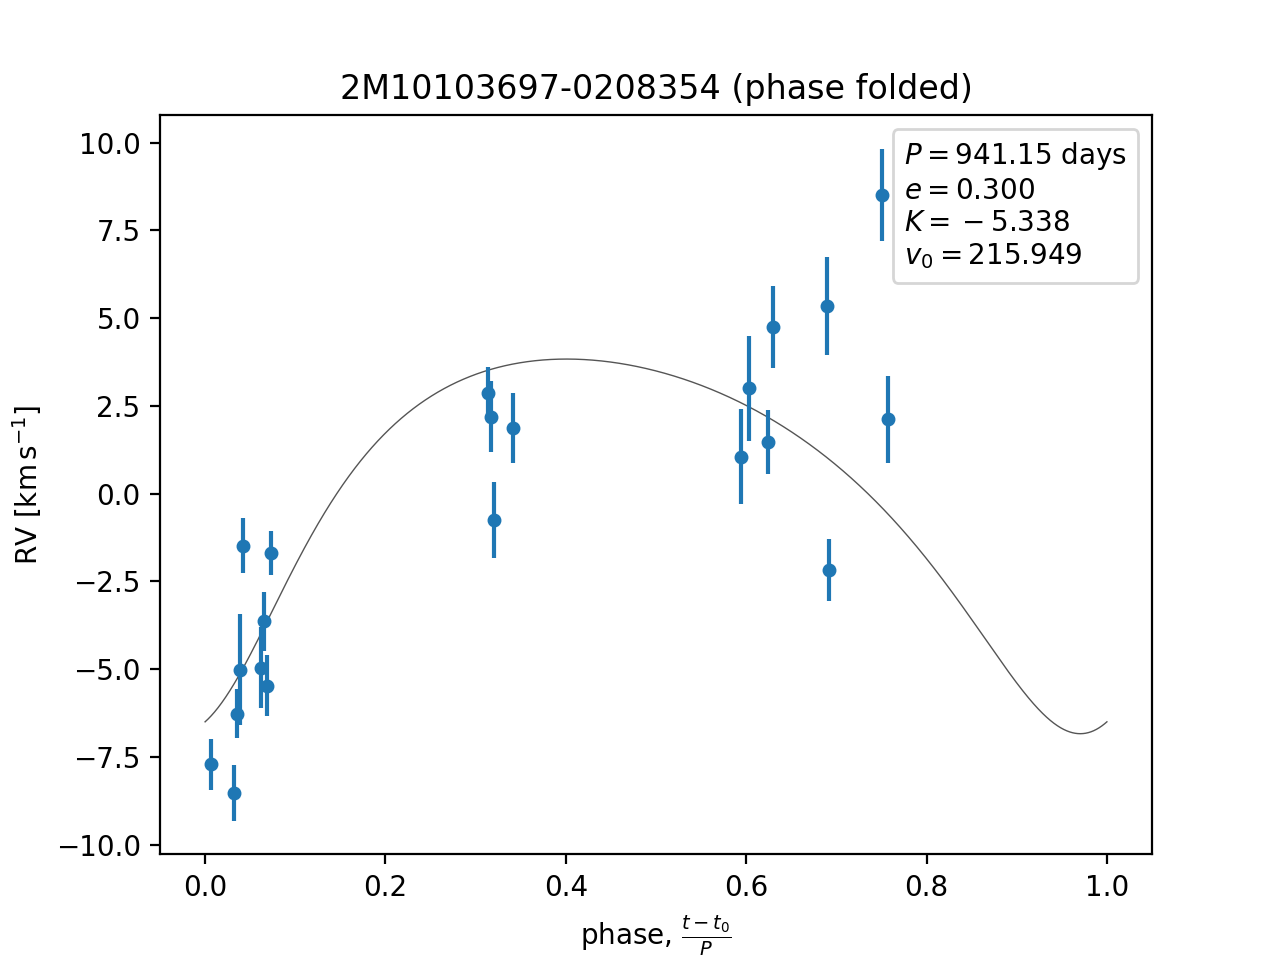 2M10103697-0208354 (phase folded)
P = 941.15 days
e = 0.300
K = −5.338
v₀ = 215.949
10.0
7.5
5.0
2.5
0.0
−2.5
−5.0
−7.5
−10.0
RV [km s⁻¹]
0.0 0.2 0.4 0.6 0.8 1.0
phase, (t − t₀)/P